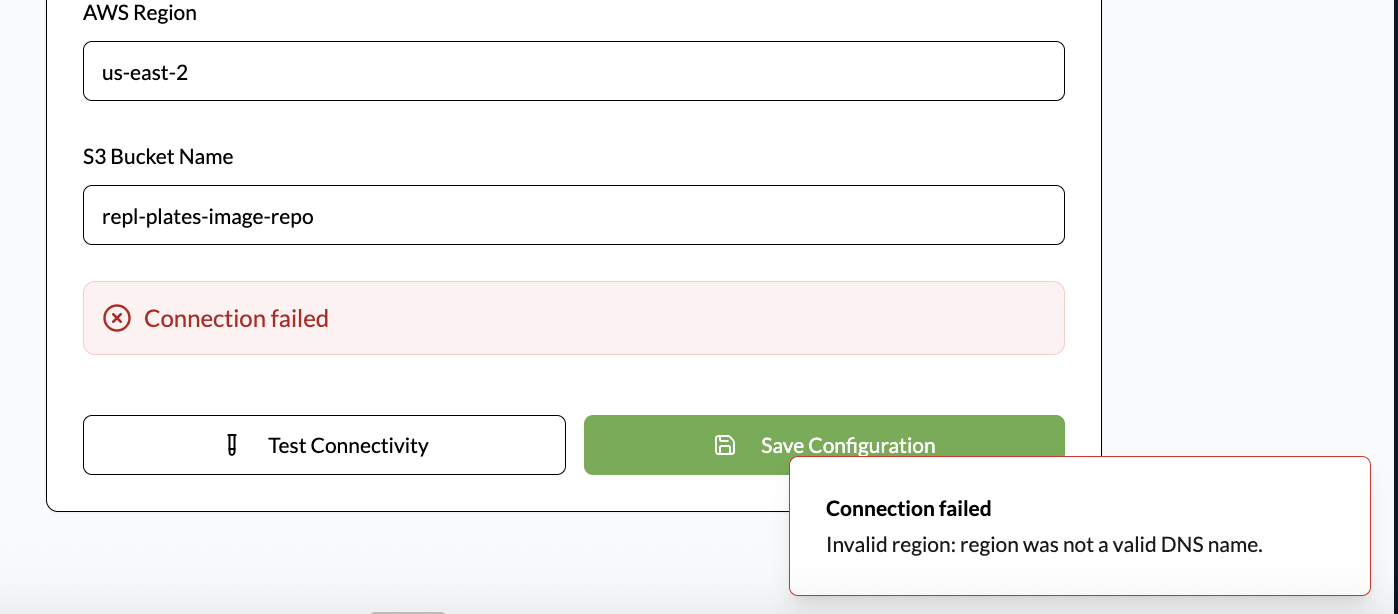 AWS Region
us-east-2
S3 Bucket Name
repl-plates-image-repo
Connection failed
Test Connectivity
Save Configuration
Connection failed
Invalid region: region was not a valid DNS name.